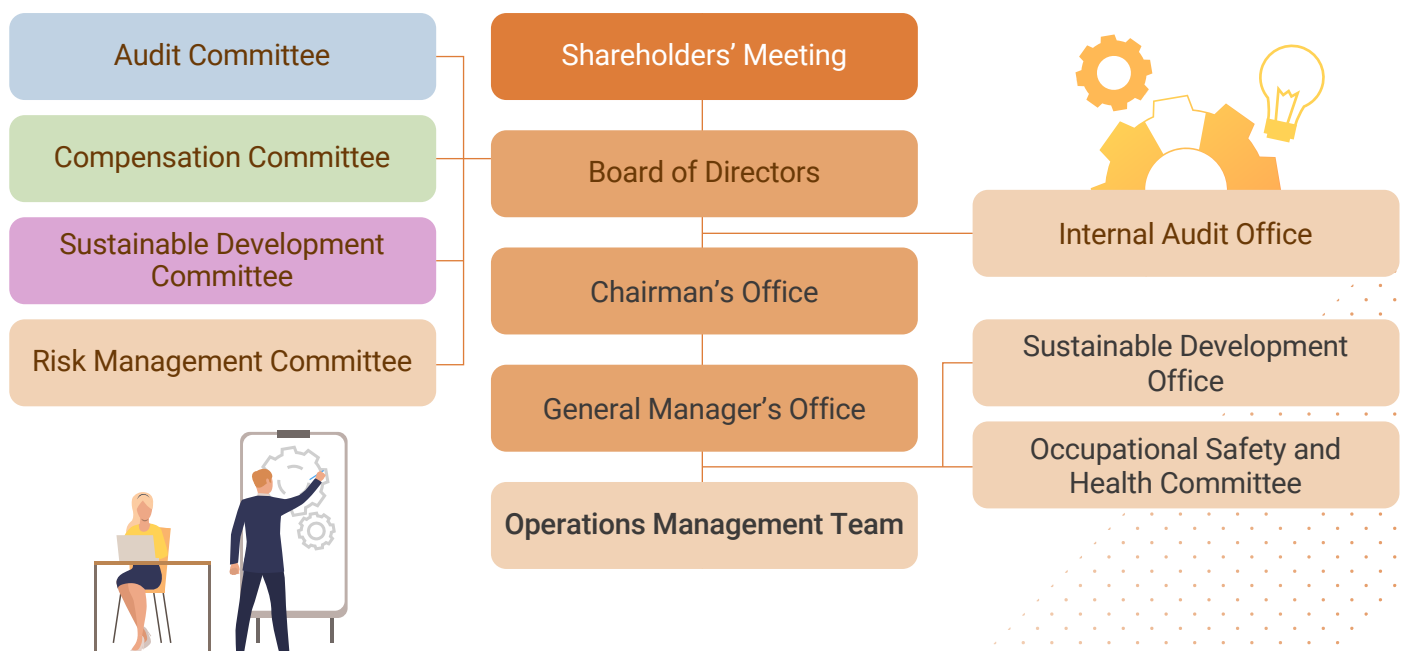 Audit Committee
Compensation Committee
Sustainable Development
Committee
Risk Management Committee
Shareholders’ Meeting
Board of Directors
Chairman’s Office
General Manager’s Office
Operations Management Team
Internal Audit Office
Sustainable Development
Office
Occupational Safety and
Health Committee